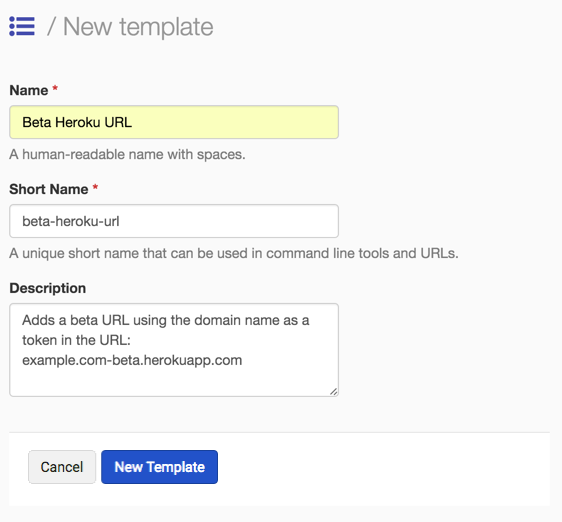 / New template
Name *
Beta Heroku URL
A human-readable name with spaces.
Short Name *
beta-heroku-url
A unique short name that can be used in command line tools and URLs.
Description
Adds a beta URL using the domain name as a
token in the URL:
example.com-beta.herokuapp.com
Cancel New Template